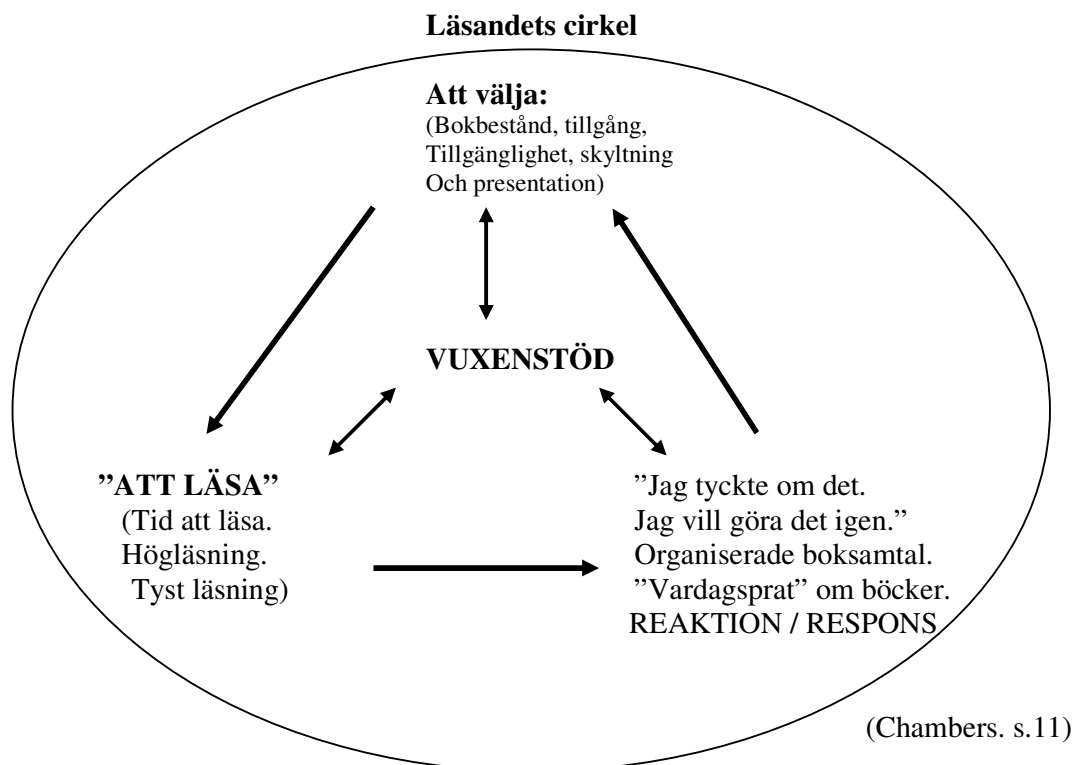 Läsandets cirkel
Att välja:
(Bokbestånd, tillgång,
Tillgänglighet, skyltning
Och presentation)
VUXENSTÖD
”ATT LÄSA”
(Tid att läsa.
Högläsning.
Tyst läsning)
”Jag tyckte om det.
Jag vill göra det igen.”
Organiserade boksamtal.
”Vardagsprat” om böcker.
REAKTION / RESPONS
(Chambers. s.11)